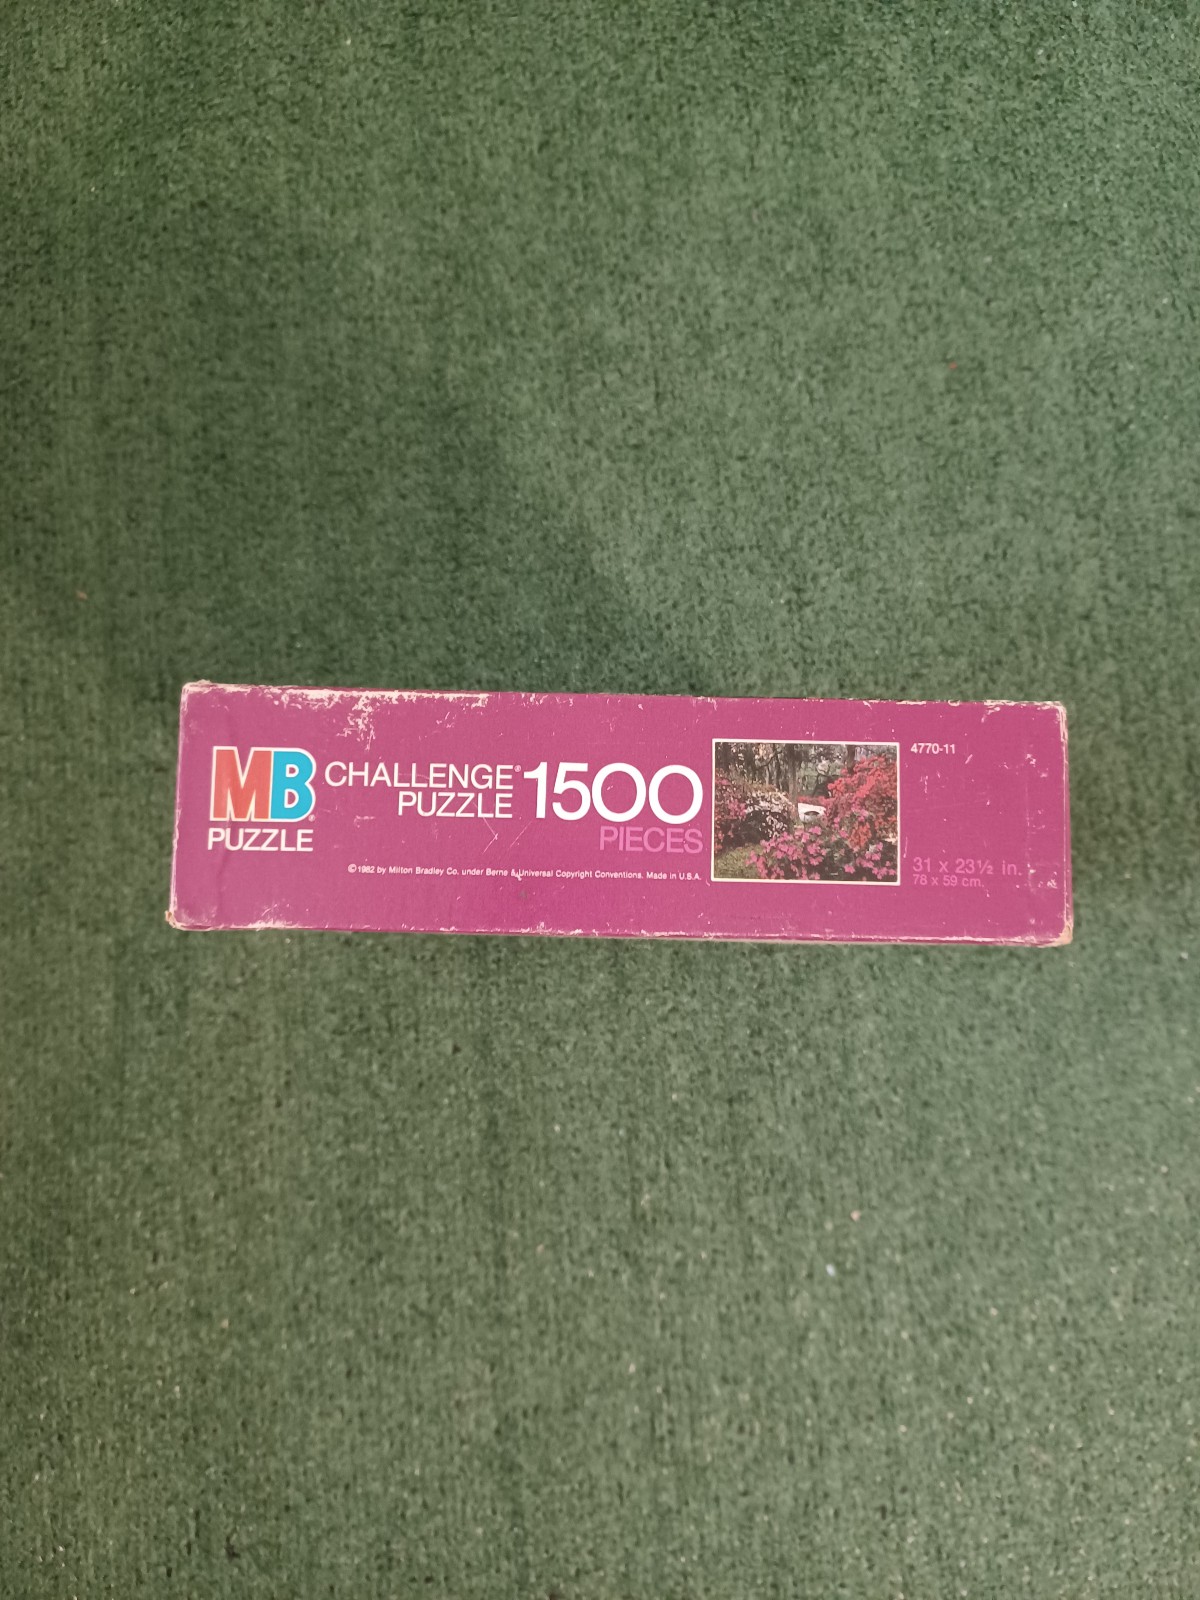 MB®
PUZZLE
CHALLENGE®
PUZZLE
1500
PIECES
©1982 by Milton Bradley Co. under Berne & Universal Copyright Conventions. Made in U.S.A.
4770-11
31 x 23½ in.
78 x 59 cm.